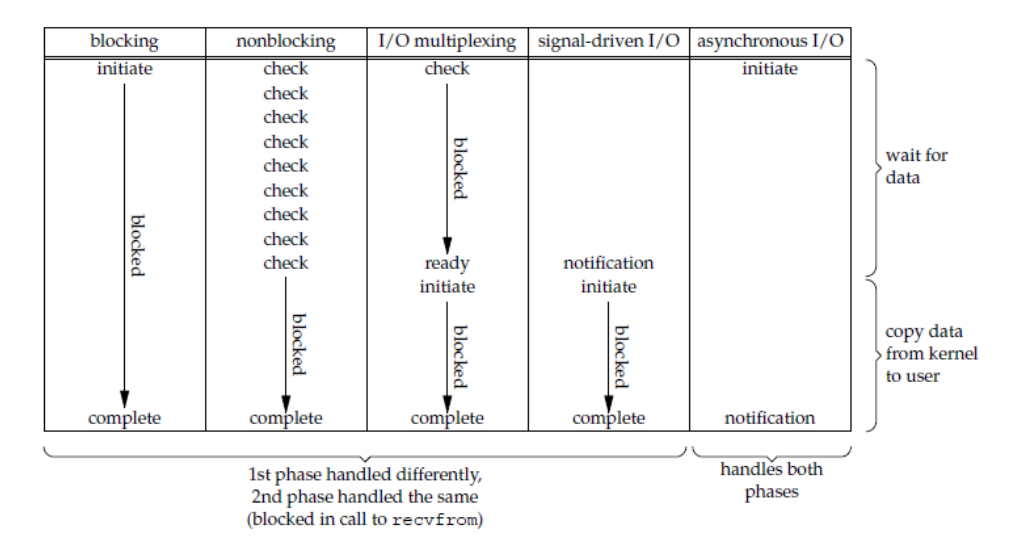 blocking nonblocking I/O multiplexing signal-driven I/O asynchronous I/O
initiate check check initiate
check
check
check
check
check
check
check
blocked
blocked
wait for
data
check ready notification
initiate initiate
blocked
blocked
blocked
copy data
from kernel
to user
complete complete complete complete notification
1st phase handled differently,
2nd phase handled the same
(blocked in call to recvfrom)
handles both
phases